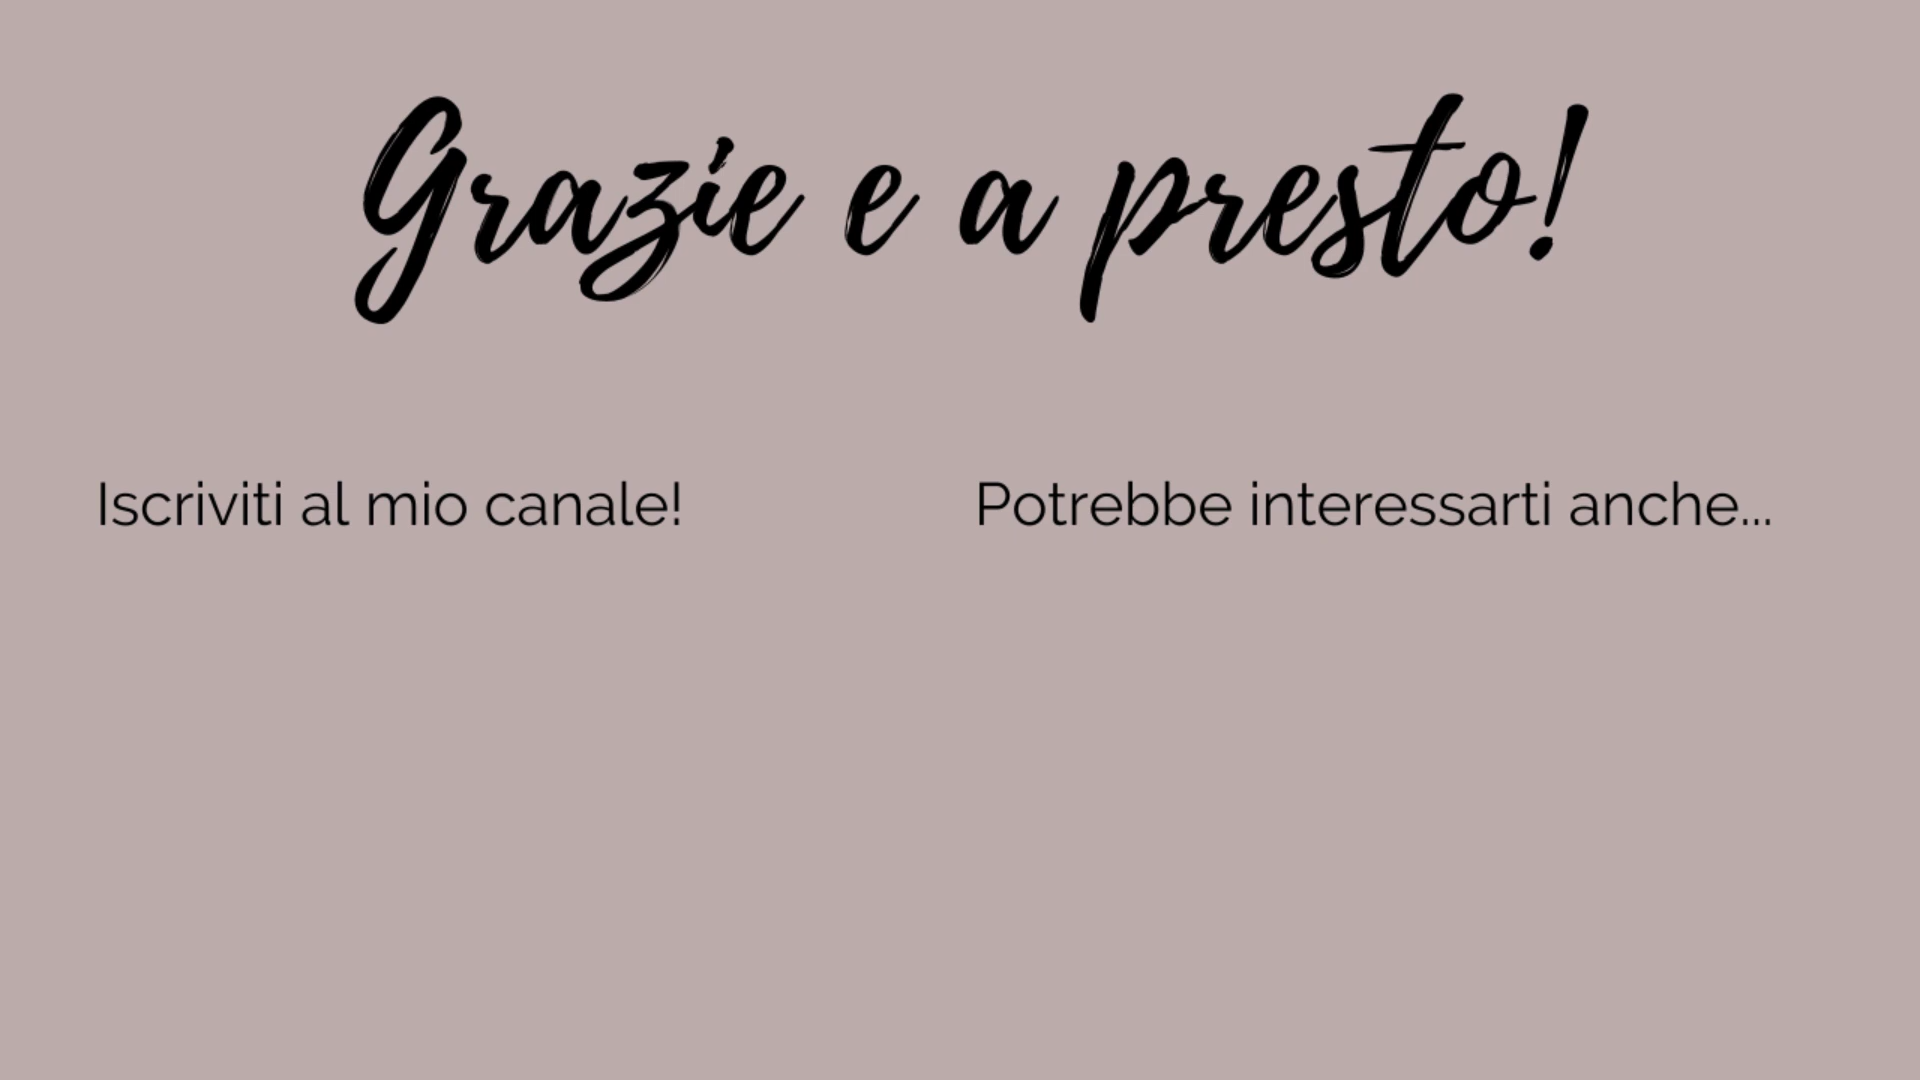 Grazie e a presto!
Iscriviti al mio canale!
Potrebbe interessarti anche...